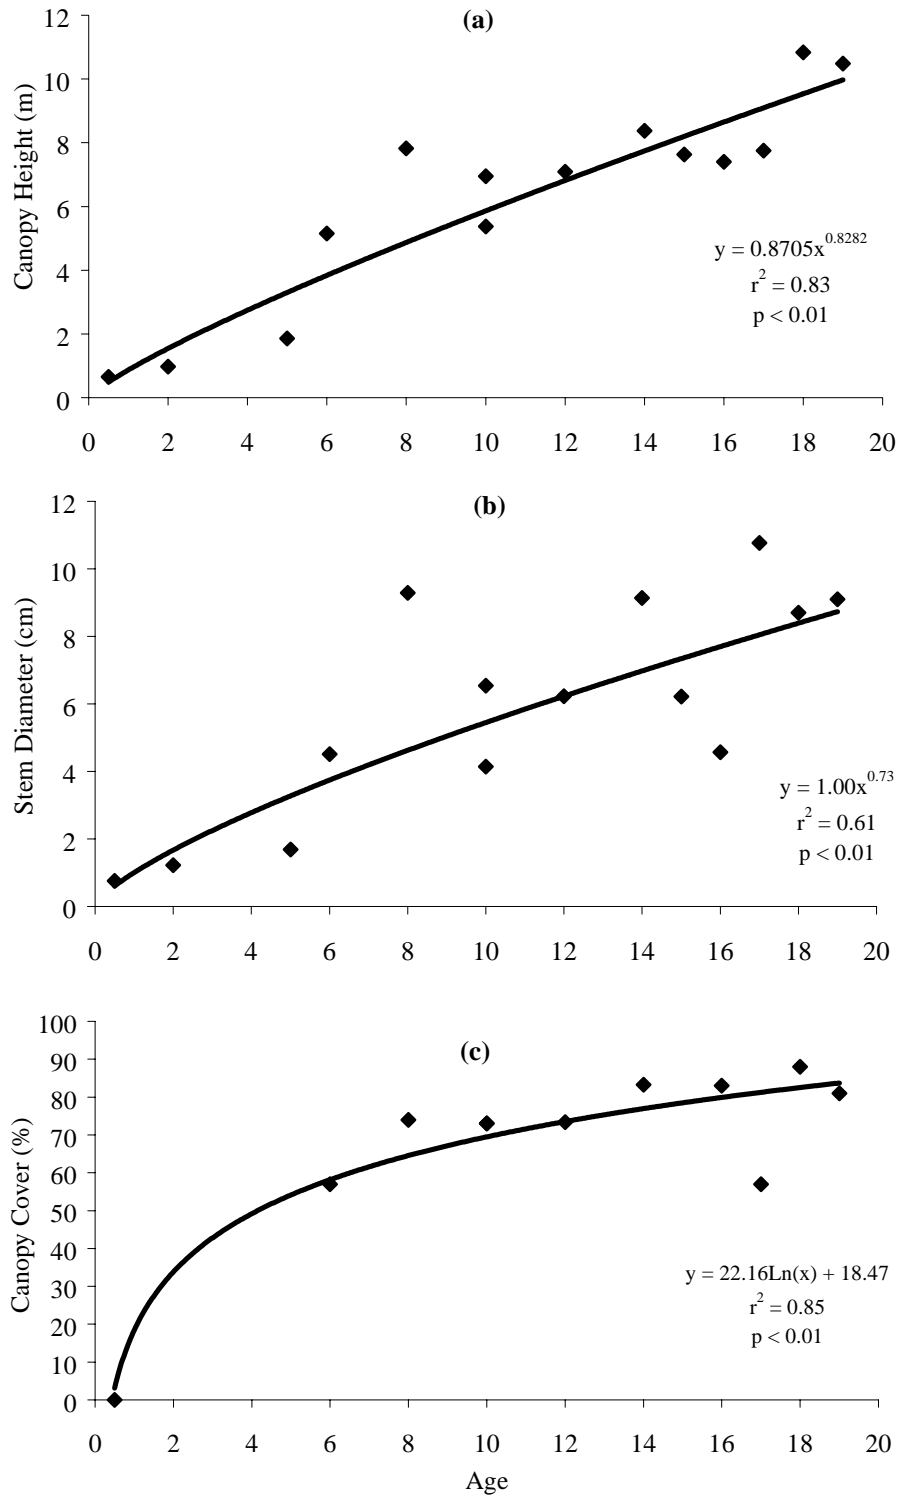 (a)
12
10
8
6
4
2
0
Canopy Height (m)
y = 0.8705x^0.8282
r^2 = 0.83
p < 0.01
0 2 4 6 8 10 12 14 16 18 20
(b)
12
10
8
6
4
2
0
Stem Diameter (cm)
y = 1.00x^0.73
r^2 = 0.61
p < 0.01
0 2 4 6 8 10 12 14 16 18 20
(c)
100
90
80
70
60
50
40
30
20
10
0
Canopy Cover (%)
y = 22.16Ln(x) + 18.47
r^2 = 0.85
p < 0.01
0 2 4 6 8 10 12 14 16 18 20
Age